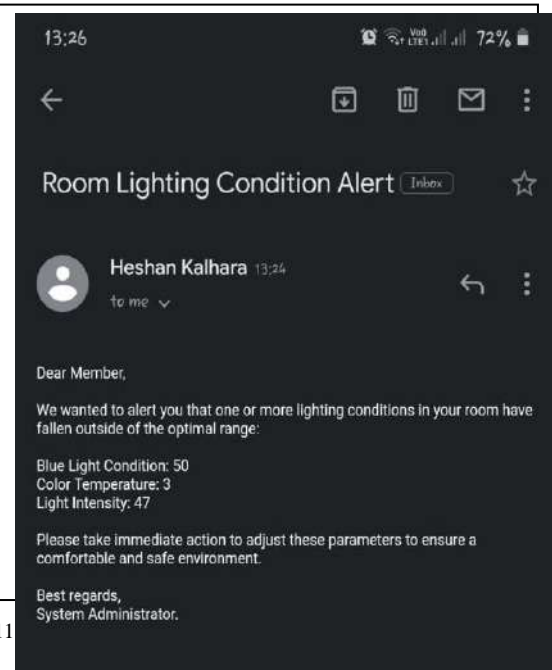 13:26 Vo0 LTE1 72%
Room Lighting Condition Alert Inbox
Heshan Kalhara 13:24
to me
Dear Member,
We wanted to alert you that one or more lighting conditions in your room have
fallen outside of the optimal range:
Blue Light Condition: 50
Color Temperature: 3
Light Intensity: 47
Please take immediate action to adjust these parameters to ensure a
comfortable and safe environment.
Best regards,
System Administrator.
11